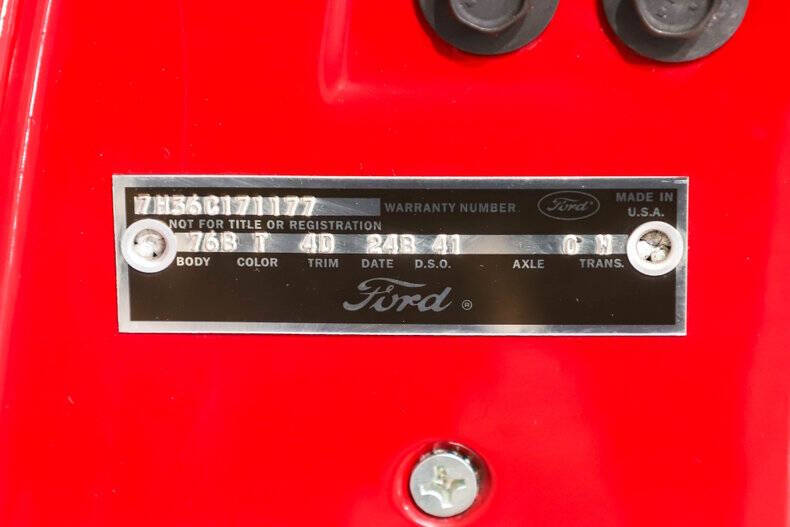 7H36C171177 WARRANTY NUMBER Ford MADE IN U.S.A.
NOT FOR TITLE OR REGISTRATION
76B T 4D 24B 41 0 W
BODY COLOR TRIM DATE D.S.O. AXLE TRANS.
Ford ®